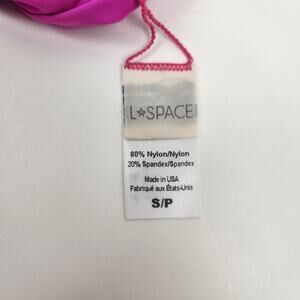 L☆SPACE
80% Nylon/Nylon
20% Spandex/Spandex
Made in USA
Fabriqué aux États-Unis
S/P